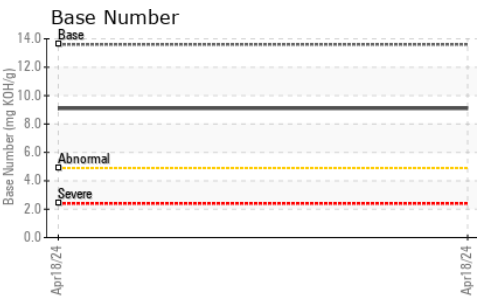 Base Number
Base Number (mg KOH/g)
14.0
12.0
10.0
8.0
6.0
4.0
2.0
0.0
Base
Abnormal
Severe
Apr18/24
Apr18/24